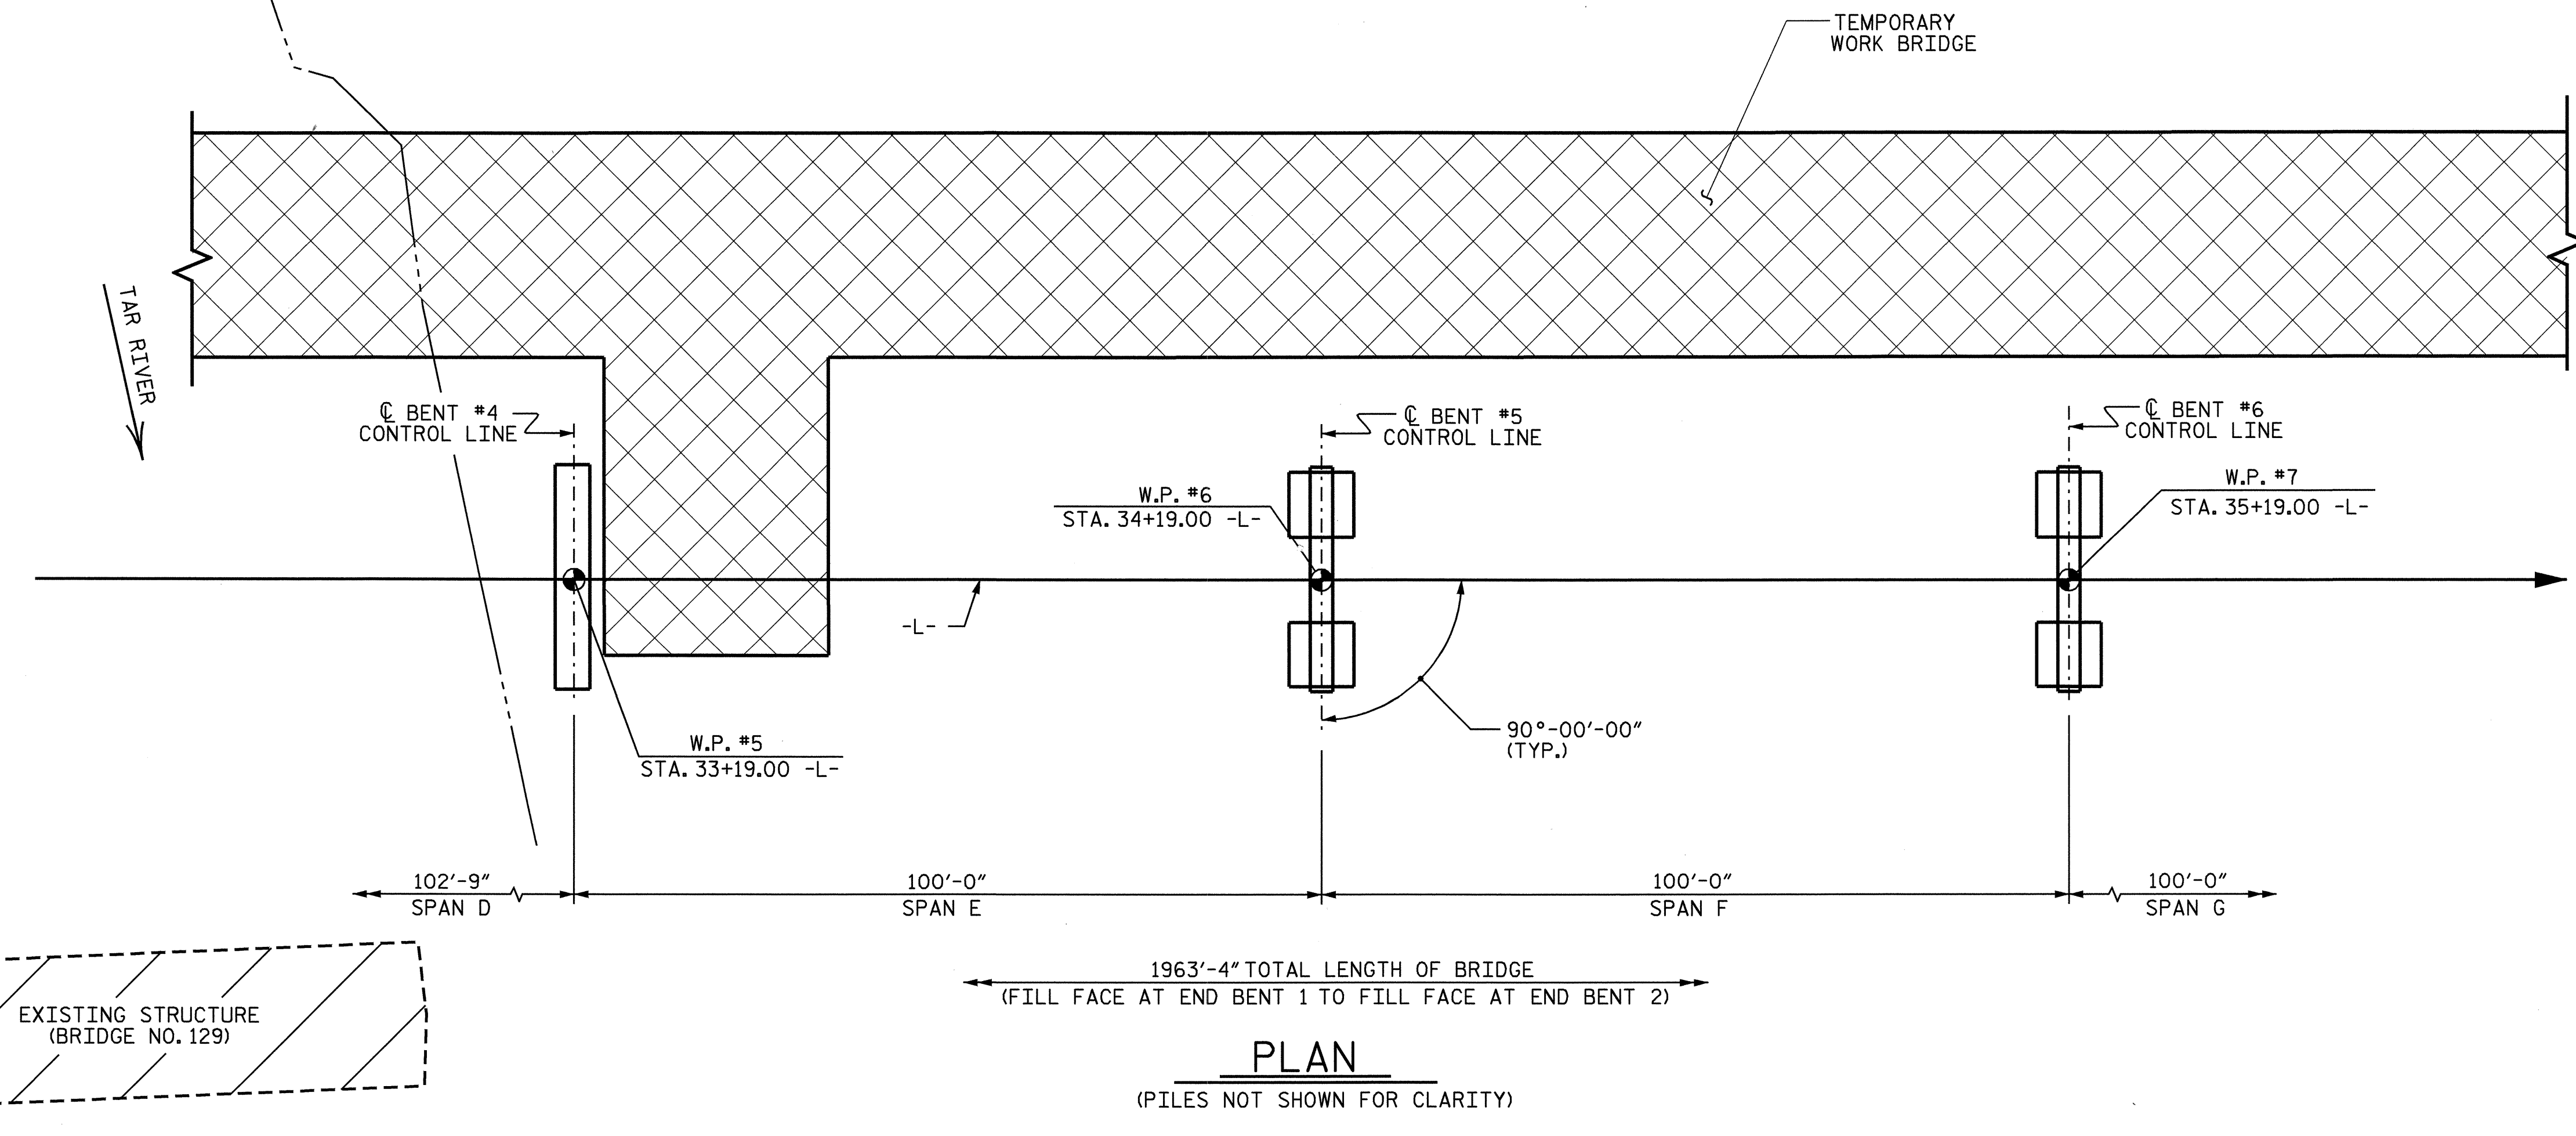 TEMPORARY
WORK BRIDGE
TAR RIVER
℄ BENT #4
CONTROL LINE
℄ BENT #5
CONTROL LINE
℄ BENT #6
CONTROL LINE
W.P. #6
STA. 34+19.00 -L-
W.P. #7
STA. 35+19.00 -L-
-L-
W.P. #5
STA. 33+19.00 -L-
90°-00'-00"
(TYP.)
102'-9"
SPAN D
100'-0"
SPAN E
100'-0"
SPAN F
100'-0"
SPAN G
1963'-4" TOTAL LENGTH OF BRIDGE
(FILL FACE AT END BENT 1 TO FILL FACE AT END BENT 2)
EXISTING STRUCTURE
(BRIDGE NO. 129)
PLAN
(PILES NOT SHOWN FOR CLARITY)